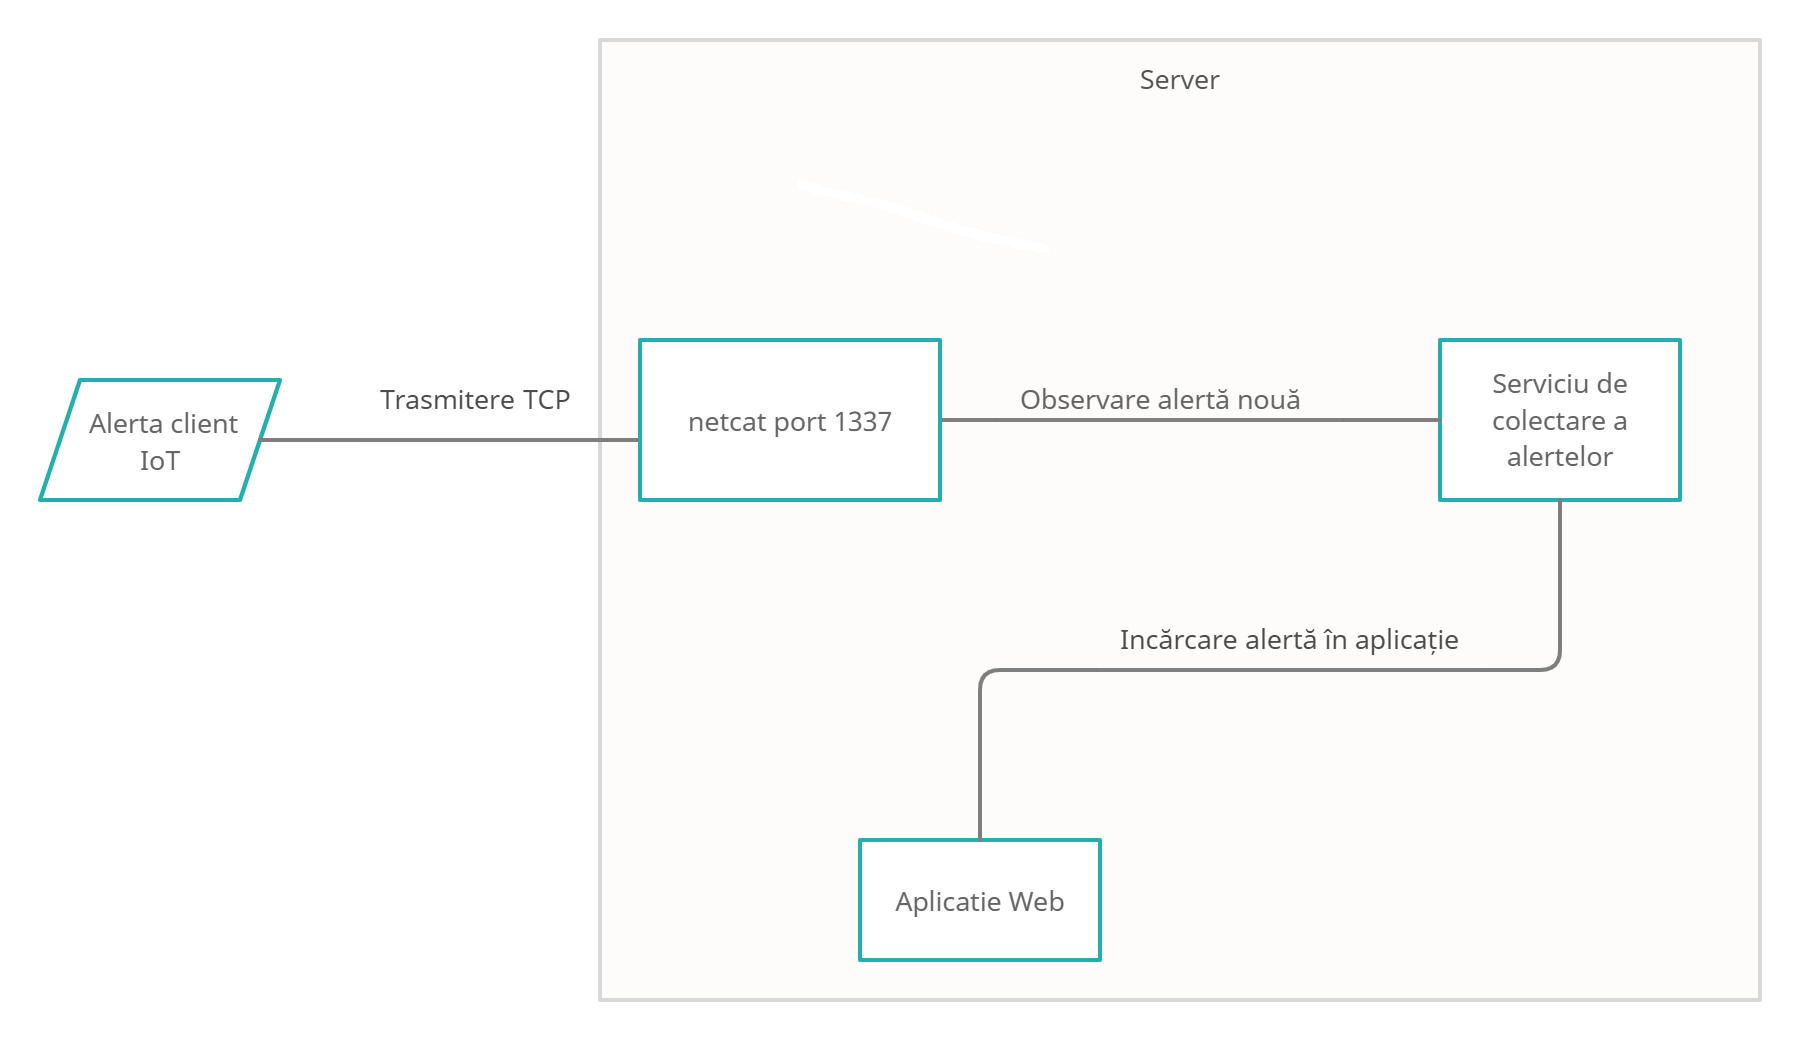 Server
Alerta client
IoT
Trasmitere TCP
netcat port 1337
Observare alertă nouă
Serviciu de
colectare a
alertelor
Incărcare alertă în aplicație
Aplicatie Web